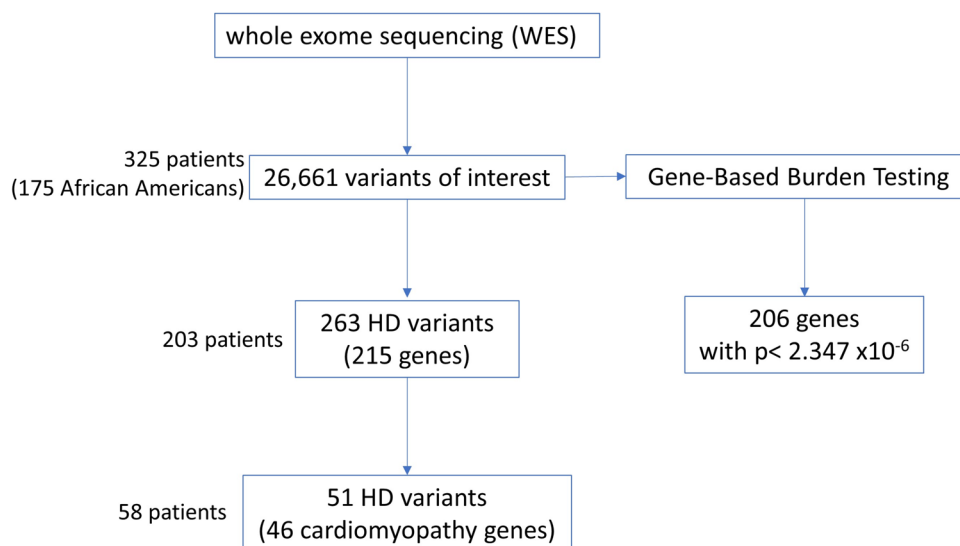 whole exome sequencing (WES)
325 patients
(175 African Americans)
26,661 variants of interest
Gene-Based Burden Testing
203 patients
263 HD variants
(215 genes)
206 genes
with p< 2.347 x10⁻⁶
58 patients
51 HD variants
(46 cardiomyopathy genes)